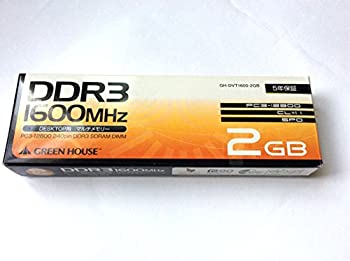 DDR3
1600MHz
DESKTOP用 マルチメモリー
PC3-12800 240pin DDR3 SDRAM DIMM
GREEN HOUSE
GH-DVT1600-2GB
5年保証
PC3-12800
SPD
2GB
DDR3 1600MHz